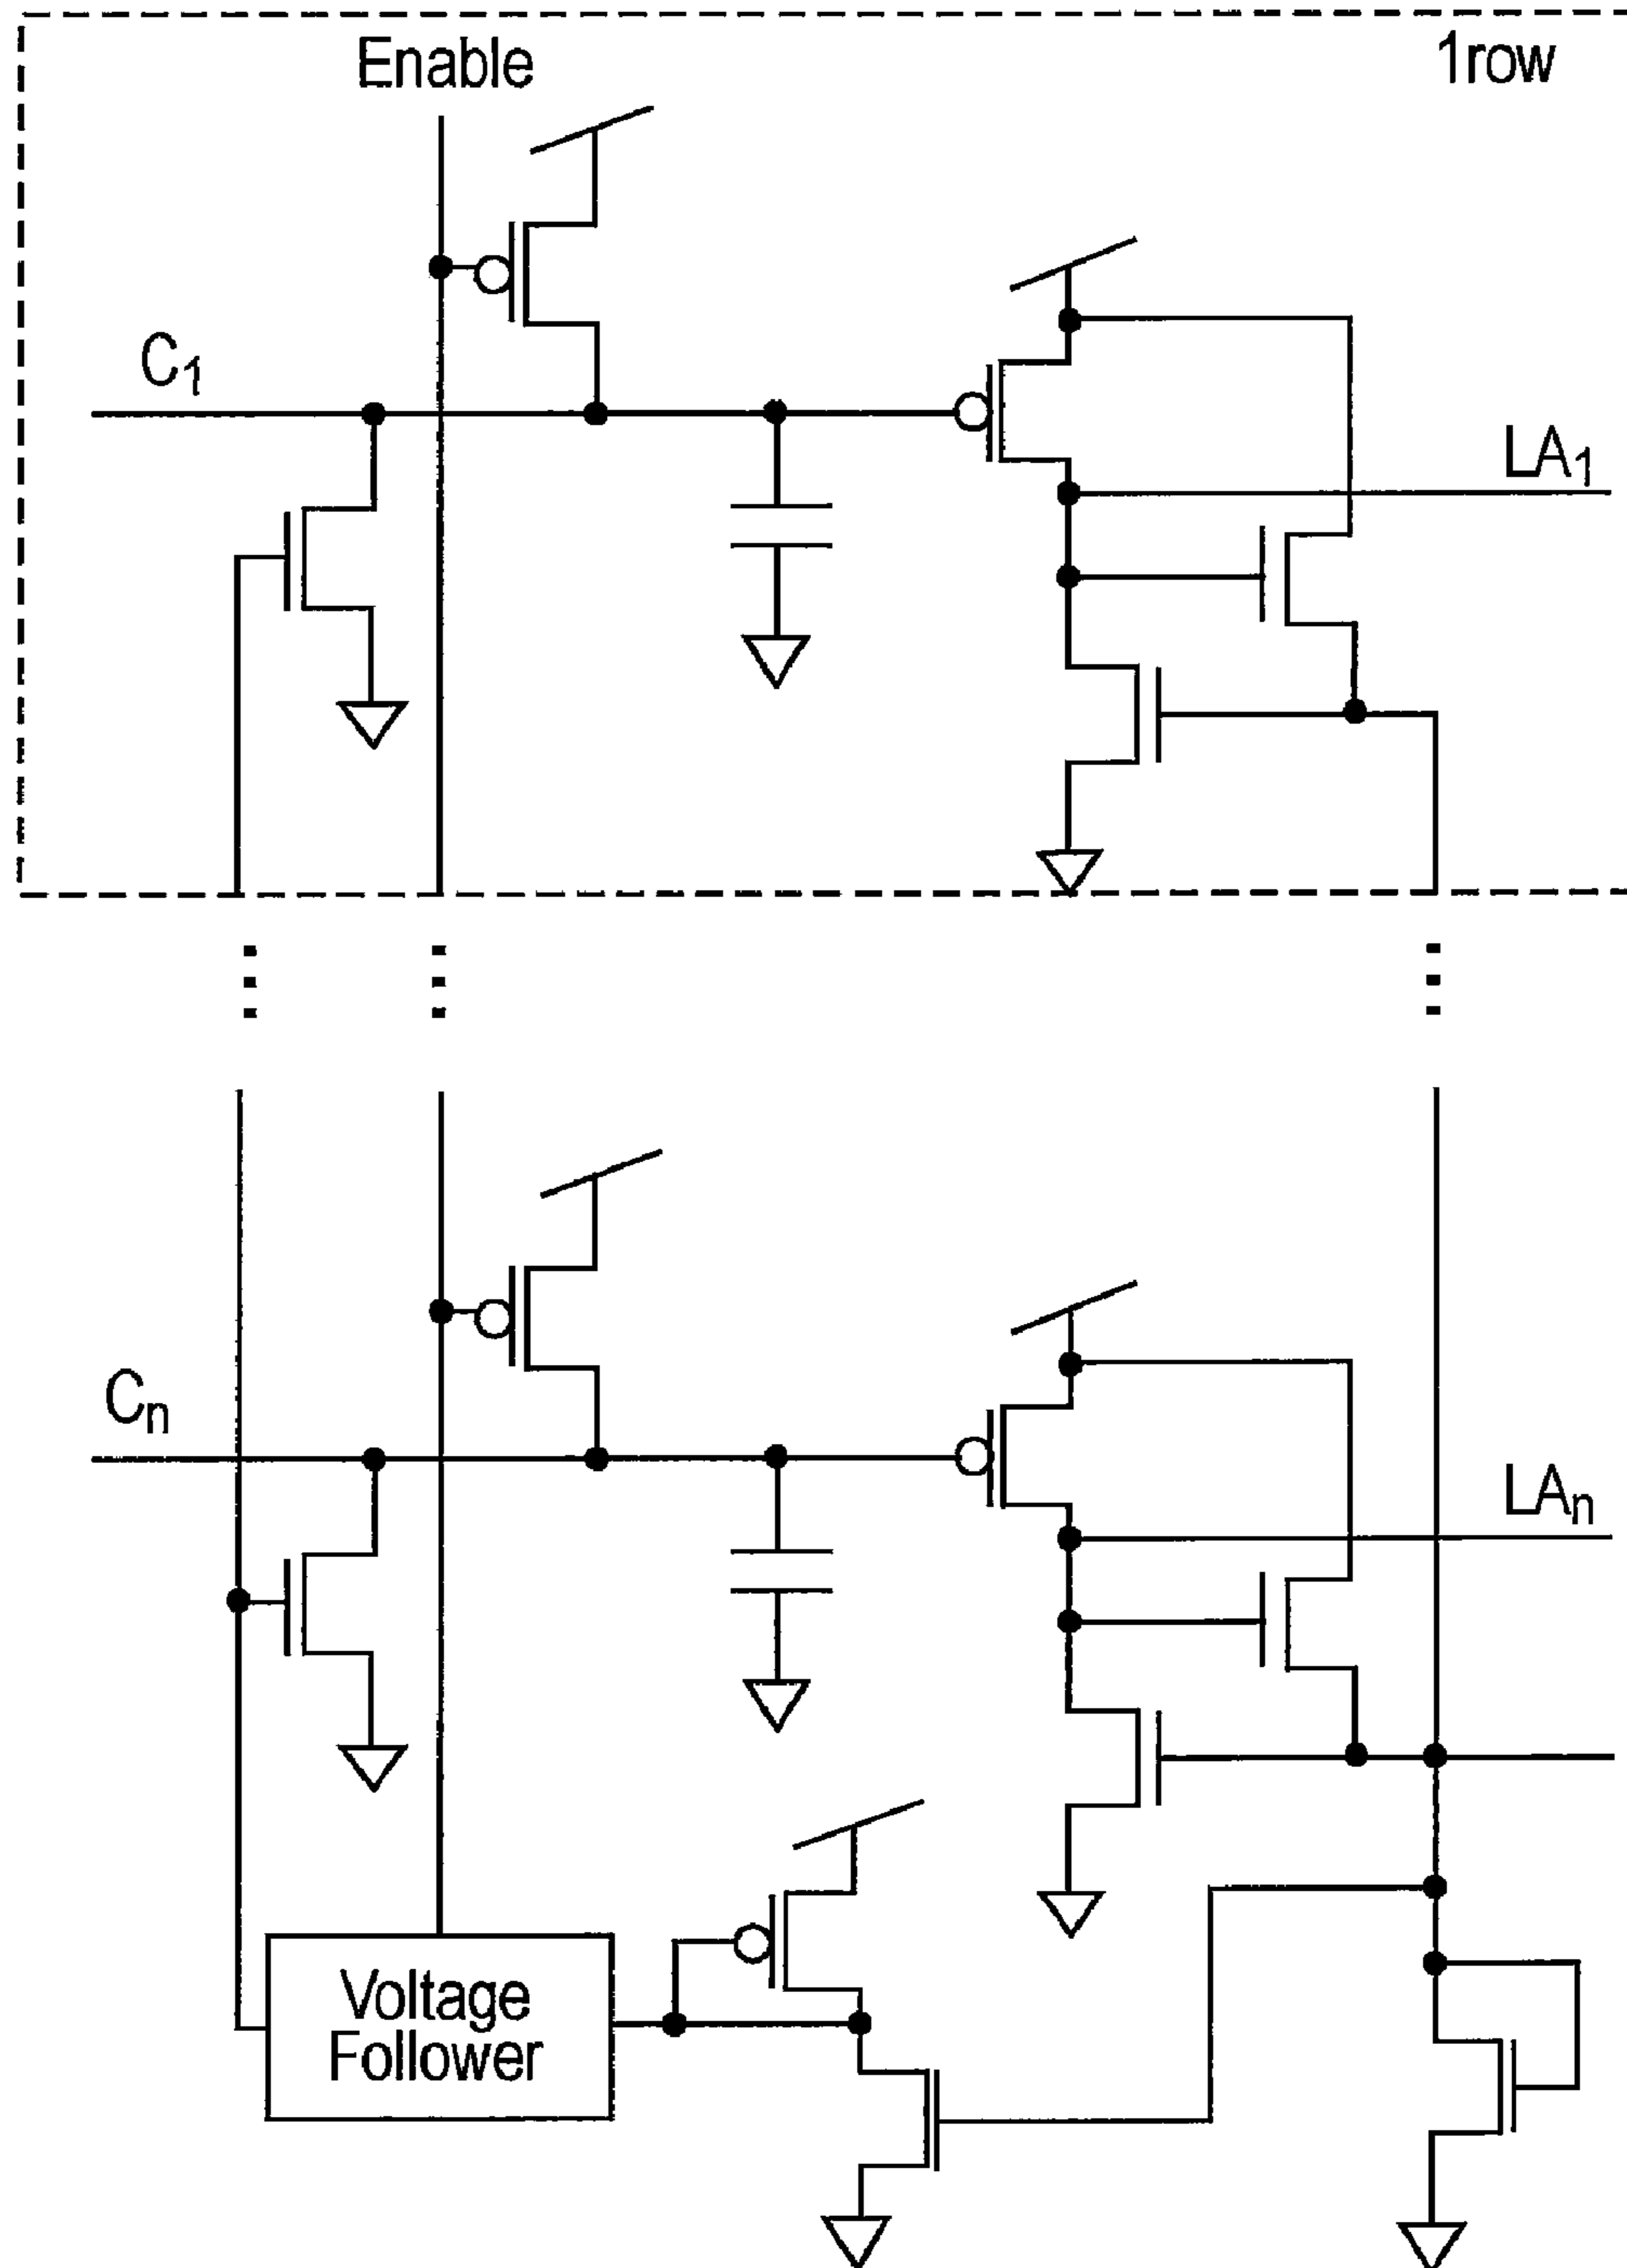 Enable
1row
C₁
LA₁
Cₙ
LAₙ
Voltage
Follower